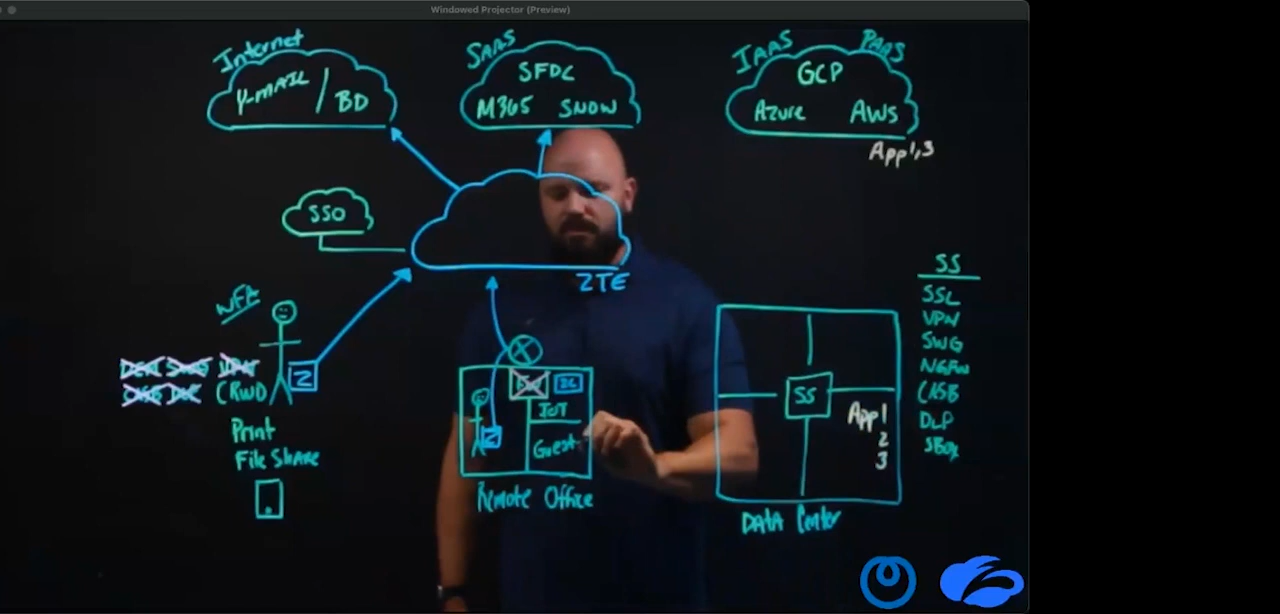 Windowed Projector (Preview)
Internet
Y-MAIL / BD
SAAS
SFDC
M365 SNOW
IAAS PAAS
GCP
Azure AWS
App 1,3
SSO
ZTE
WFA
Z
CRWD
Print
File Share
IoT
Z
Guest
Remote Office
SS
App 1
2
3
Data Center
SS
SSL
VPN
SWG
NGFW
CASB
DLP
SBOX